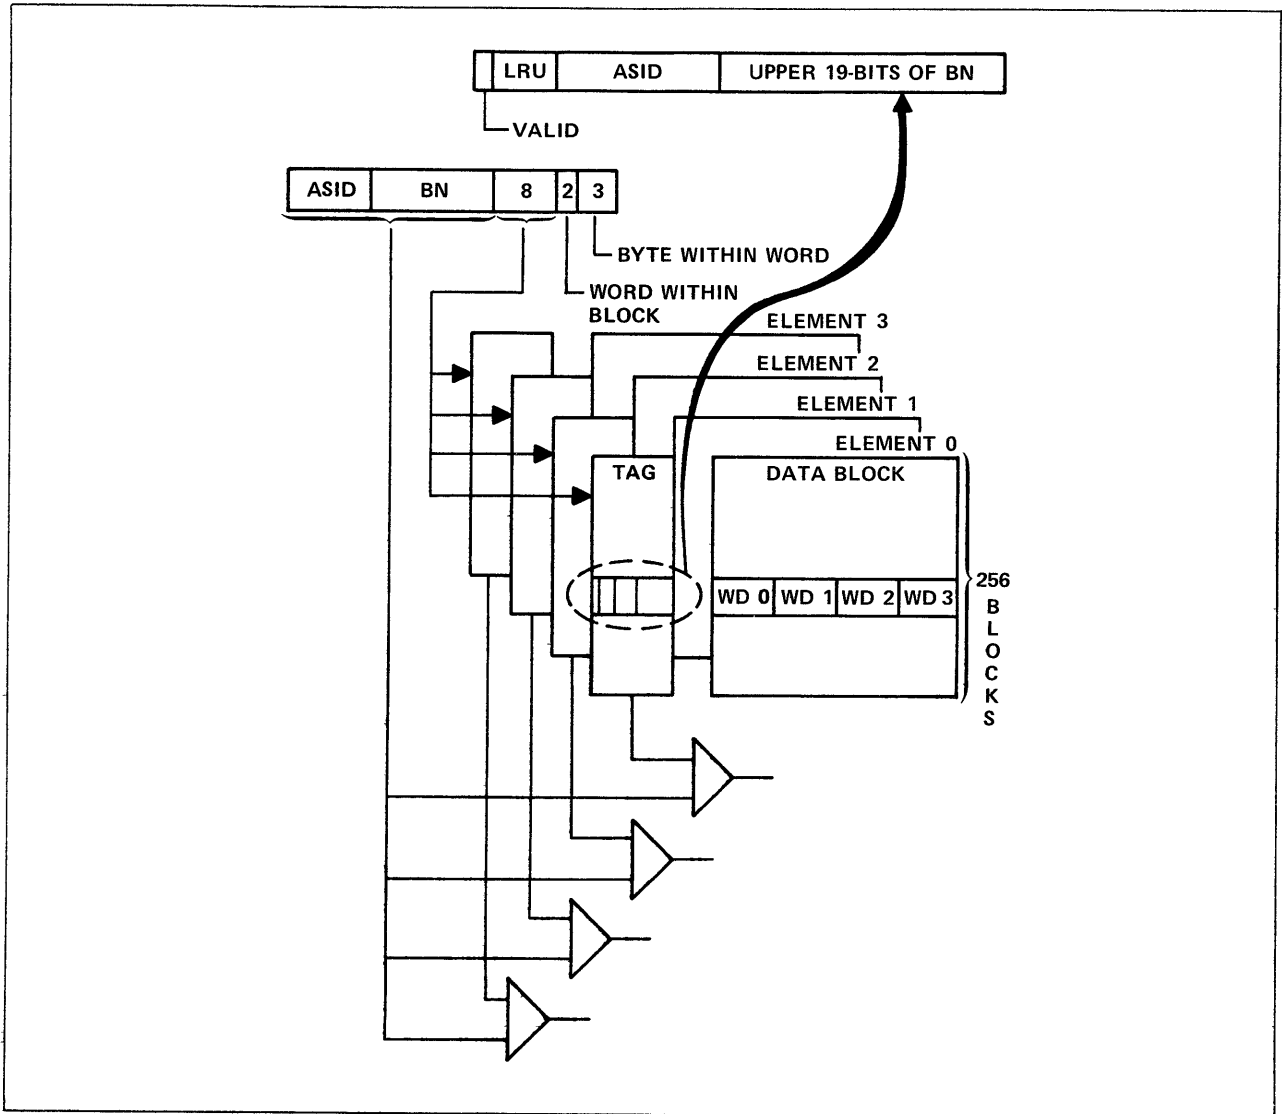 LRU ASID UPPER 19-BITS OF BN
VALID
ASID BN 8 2 3
BYTE WITHIN WORD
WORD WITHIN
BLOCK
ELEMENT 3
ELEMENT 2
ELEMENT 1
ELEMENT 0
TAG DATA BLOCK
WD 0 WD 1 WD 2 WD 3
256
B
L
O
C
K
S